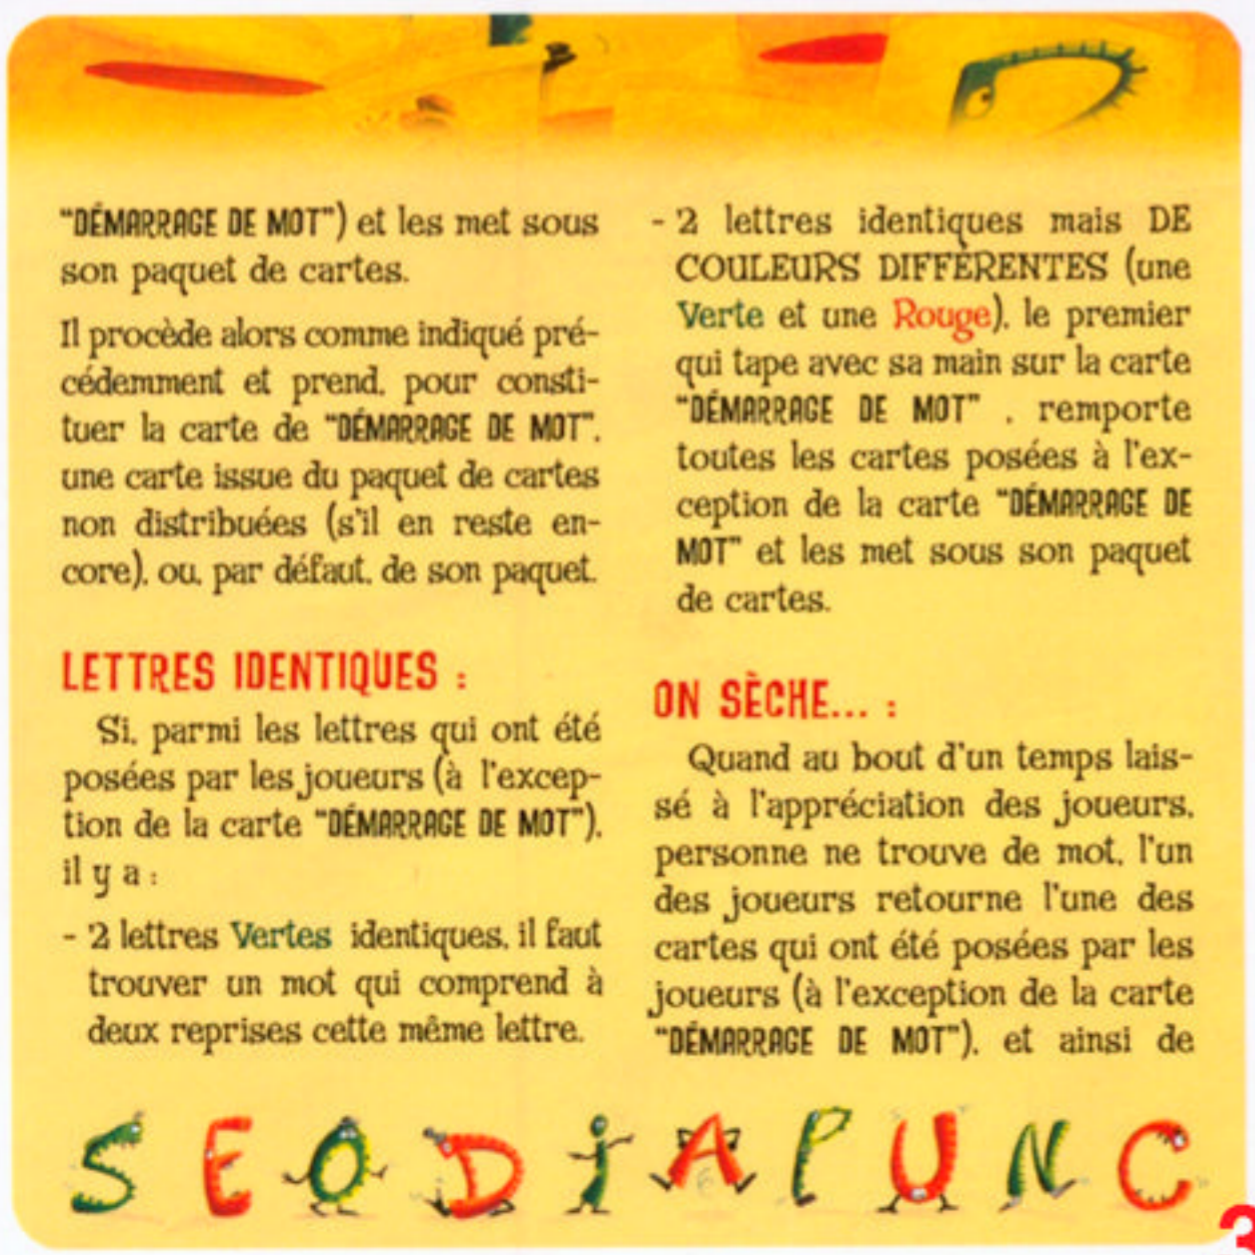 “DÉMARRAGE DE MOT”) et les met sous
son paquet de cartes.
Il procède alors comme indiqué pré-
cédemment et prend, pour consti-
tuer la carte de “DÉMARRAGE DE MOT”,
une carte issue du paquet de cartes
non distribuées (s'il en reste en-
core), ou, par défaut, de son paquet.
LETTRES IDENTIQUES :
Si, parmi les lettres qui ont été
posées par les joueurs (à l'excep-
tion de la carte “DÉMARRAGE DE MOT”),
il y a :
- 2 lettres Vertes identiques, il faut
trouver un mot qui comprend à
deux reprises cette même lettre.
- 2 lettres identiques mais DE
COULEURS DIFFÉRENTES (une
Verte et une Rouge), le premier
qui tape avec sa main sur la carte
“DÉMARRAGE DE MOT” , remporte
toutes les cartes posées à l'ex-
ception de la carte “DÉMARRAGE DE
MOT” et les met sous son paquet
de cartes.
ON SÈCHE... :
Quand au bout d'un temps lais-
sé à l'appréciation des joueurs,
personne ne trouve de mot, l'un
des joueurs retourne l'une des
cartes qui ont été posées par les
joueurs (à l'exception de la carte
“DÉMARRAGE DE MOT”), et ainsi de
S E O D I A P U N C
3